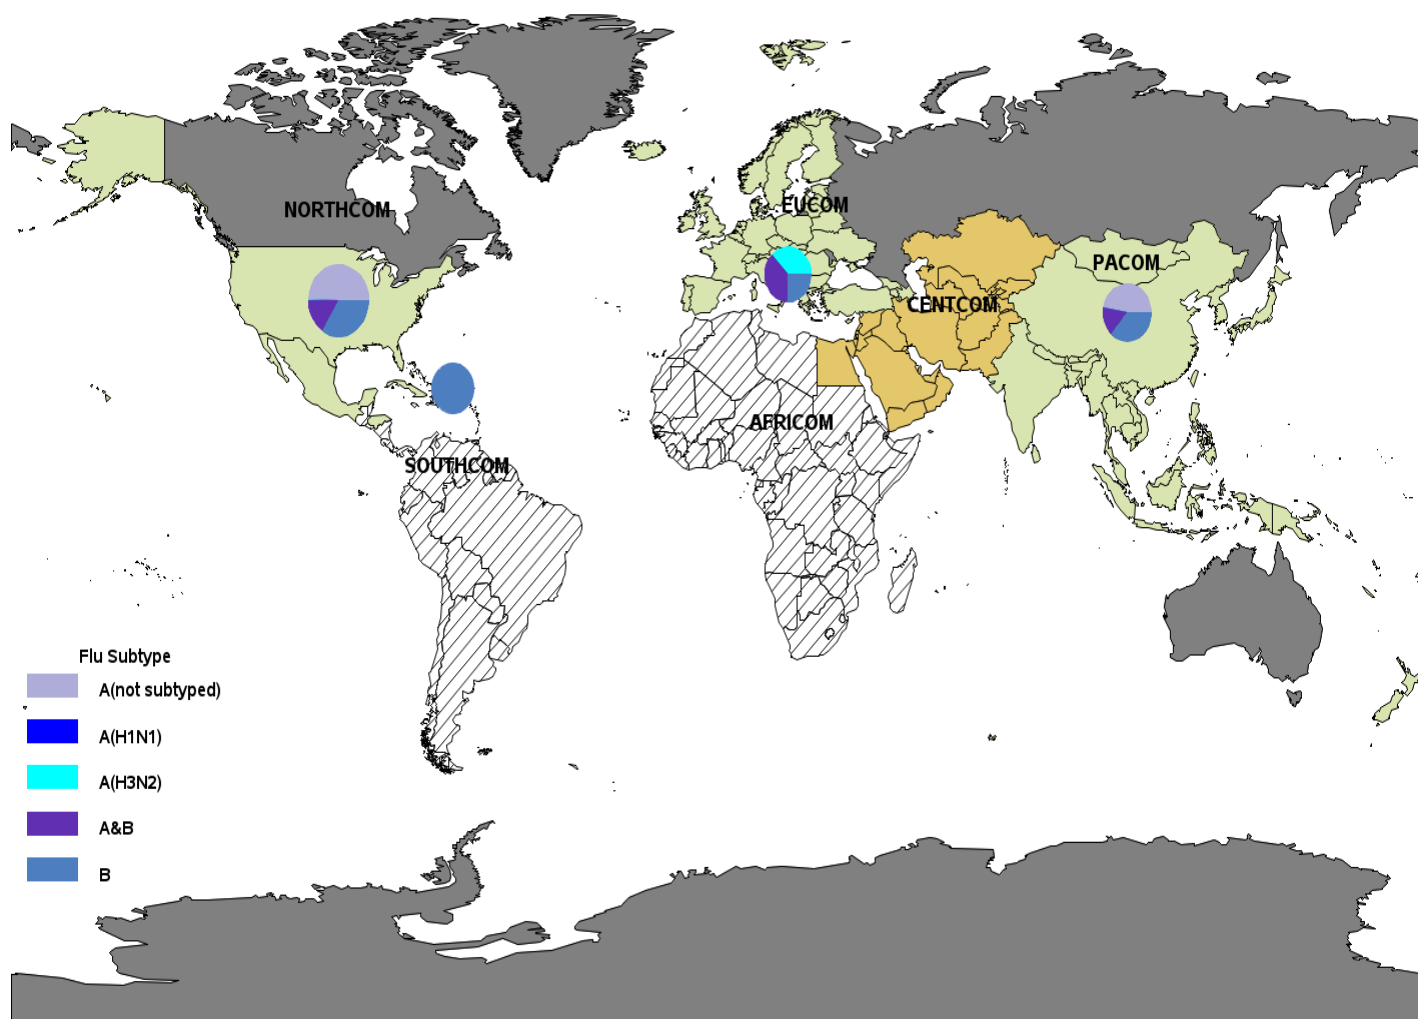 NORTHCOM
EUCOM
PACOM
CENTCOM
AFRICOM
SOUTHCOM
Flu Subtype
A(not subtyped)
A(H1N1)
A(H3N2)
A&B
B